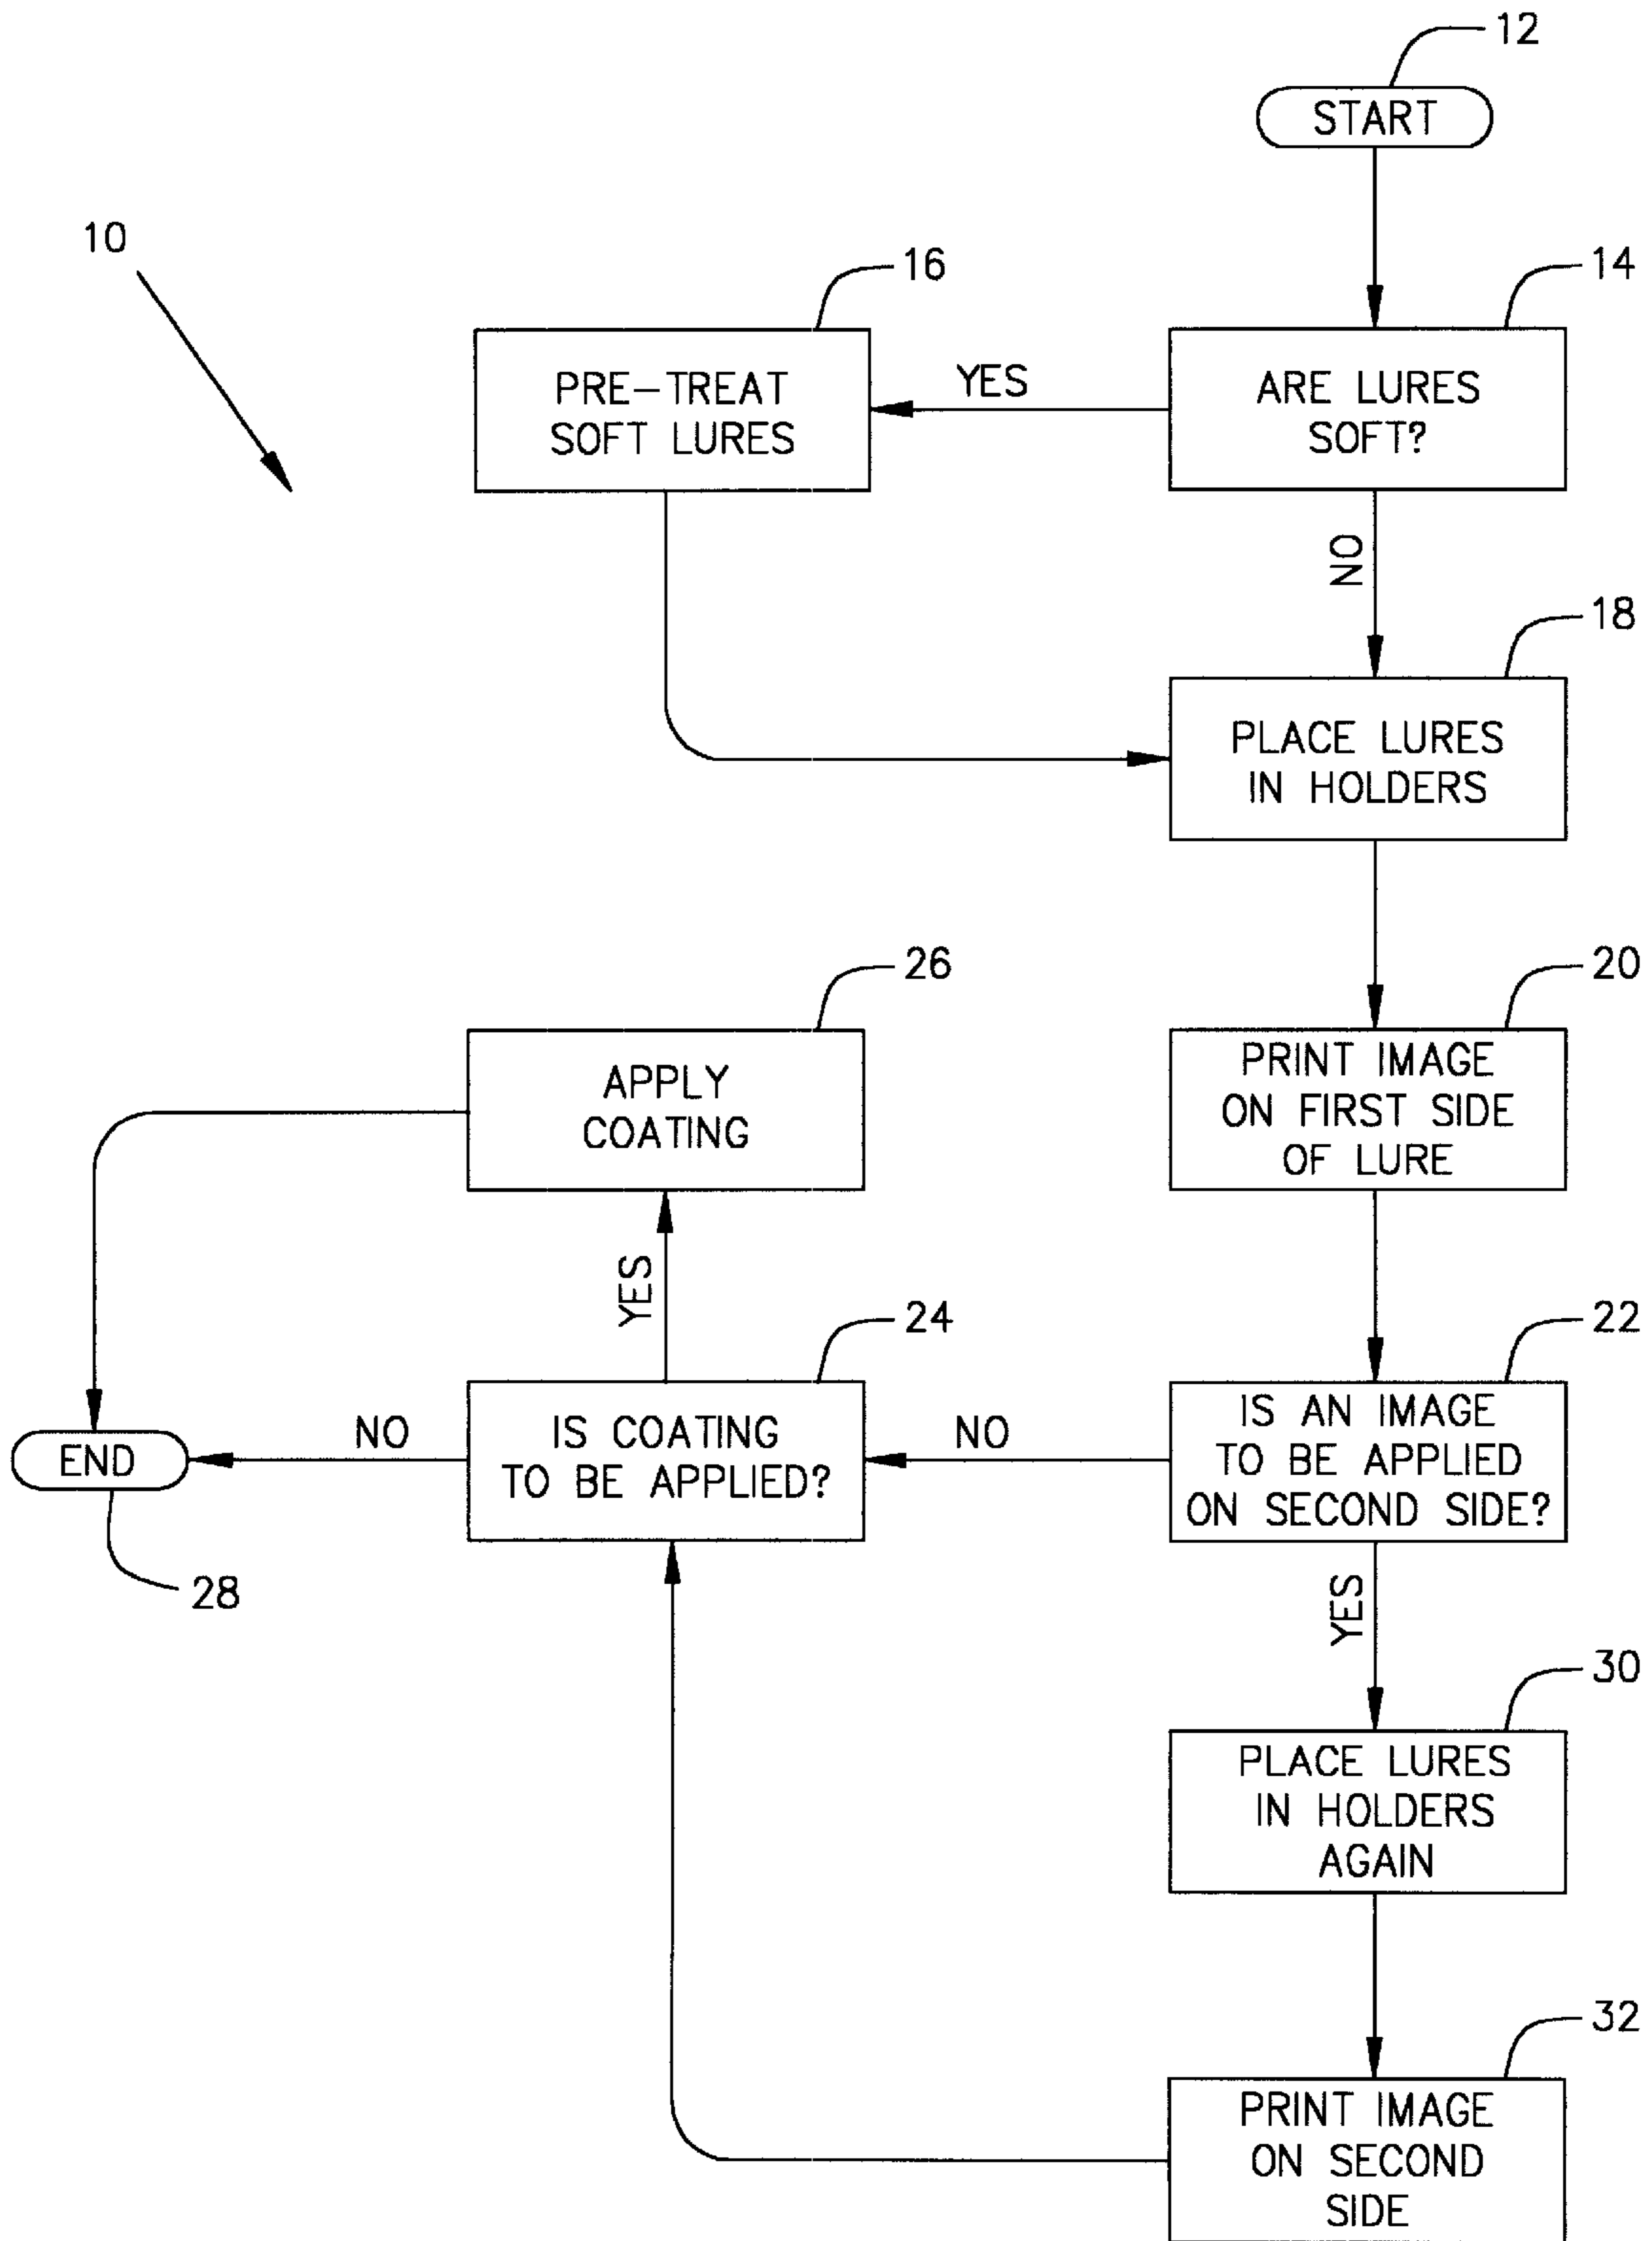 12
START
10
16
14
PRE-TREAT
SOFT LURES
YES
ARE LURES
SOFT?
NO
18
PLACE LURES
IN HOLDERS
26
20
APPLY
COATING
PRINT IMAGE
ON FIRST SIDE
OF LURE
YES
24
22
END
NO
IS COATING
TO BE APPLIED?
NO
IS AN IMAGE
TO BE APPLIED
ON SECOND SIDE?
28
YES
30
PLACE LURES
IN HOLDERS
AGAIN
32
PRINT IMAGE
ON SECOND
SIDE